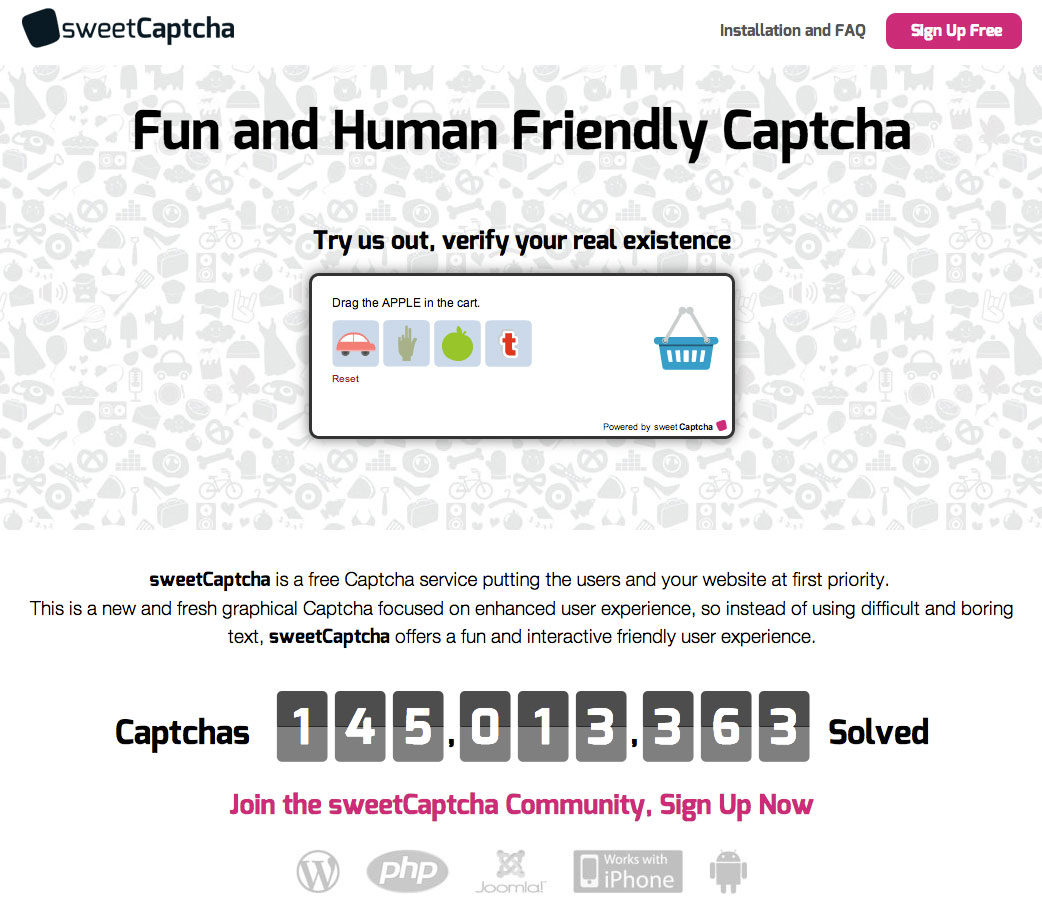 sweetCaptcha
Installation and FAQ
Sign Up Free
Fun and Human Friendly Captcha
Try us out, verify your real existence
Drag the APPLE in the cart.
t
Reset
Powered by sweetCaptcha
sweetCaptcha is a free Captcha service putting the users and your website at first priority.
This is a new and fresh graphical Captcha focused on enhanced user experience, so instead of using difficult and boring
text, sweetCaptcha offers a fun and interactive friendly user experience.
Captchas 145,013,363 Solved
Join the sweetCaptcha Community, Sign Up Now
W
php
Joomla!
Works with
iPhone